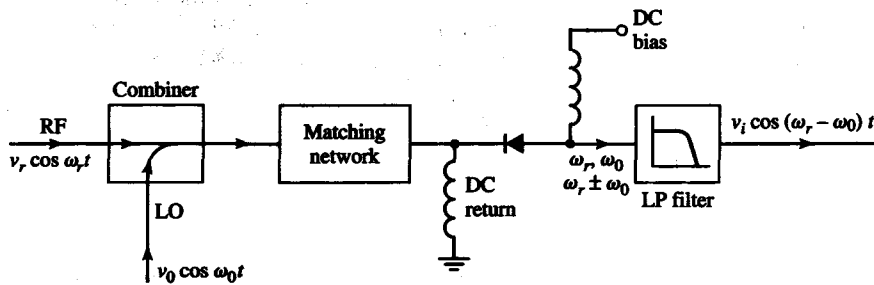 DC
bias
Combiner
RF
v_r cos ω_r t
LO
v_0 cos ω_0 t
Matching
network
DC
return
ω_r, ω_0
ω_r ± ω_0
LP filter
v_i cos (ω_r − ω_0) t